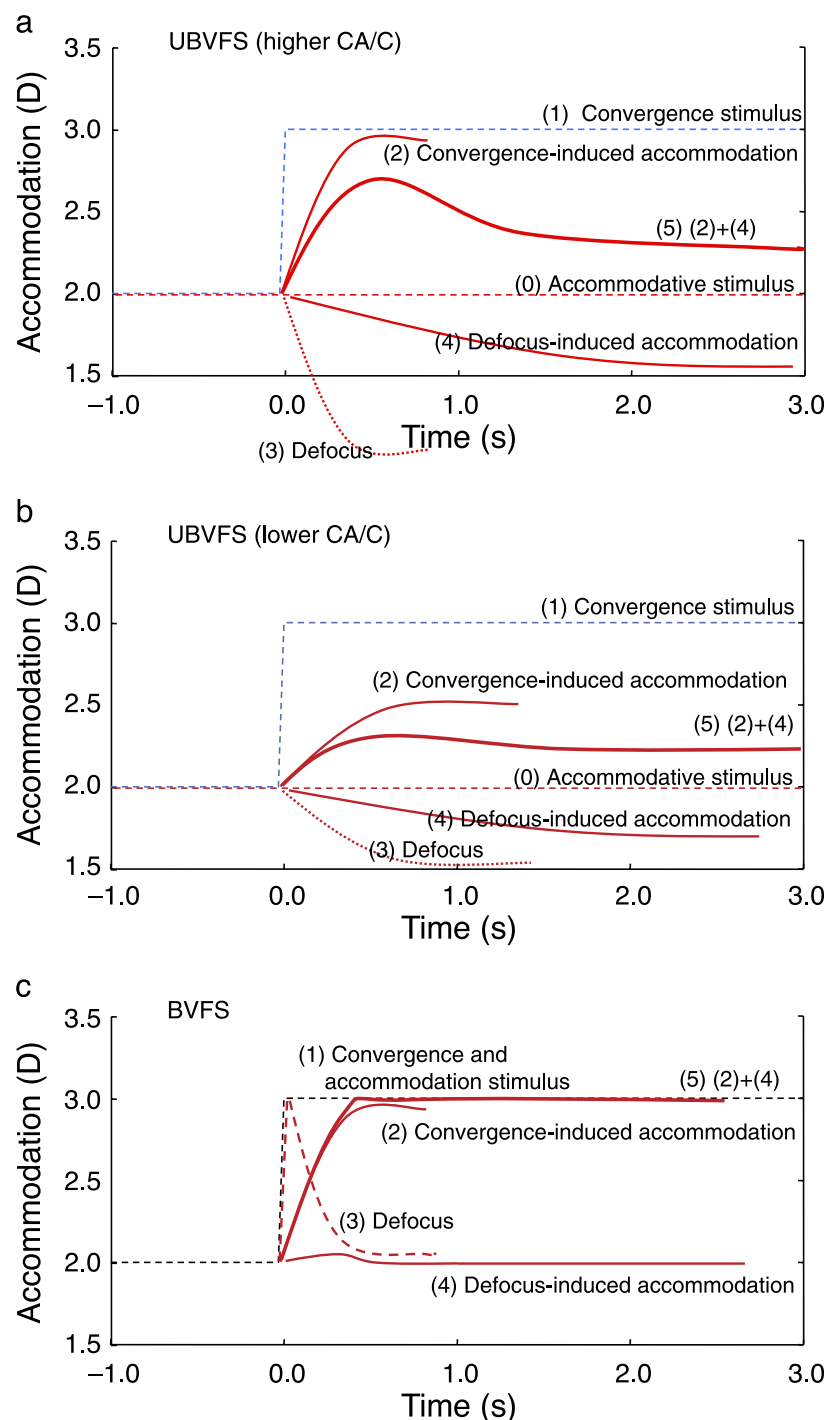 a
UBVFS (higher CA/C)
Accommodation (D)
3.5
3.0
2.5
2.0
1.5
(1) Convergence stimulus
(2) Convergence-induced accommodation
(5) (2)+(4)
(0) Accommodative stimulus
(4) Defocus-induced accommodation
(3) Defocus
−1.0 0.0 1.0 2.0 3.0
Time (s)
b
UBVFS (lower CA/C)
Accommodation (D)
3.5
3.0
2.5
2.0
1.5
(1) Convergence stimulus
(2) Convergence-induced accommodation
(5) (2)+(4)
(0) Accommodative stimulus
(4) Defocus-induced accommodation
(3) Defocus
−1.0 0.0 1.0 2.0 3.0
Time (s)
c
BVFS
Accommodation (D)
3.5
3.0
2.5
2.0
1.5
(1) Convergence and
accommodation stimulus
(5) (2)+(4)
(2) Convergence-induced accommodation
(3) Defocus
(4) Defocus-induced accommodation
−1.0 0.0 1.0 2.0 3.0
Time (s)